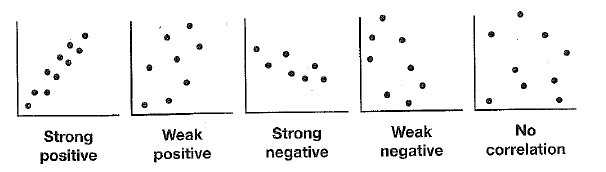 Strong
positive
Weak
positive
Strong
negative
Weak
negative
No
correlation